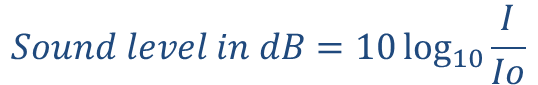 Sound level in dB = 10 log₁₀ I/Io